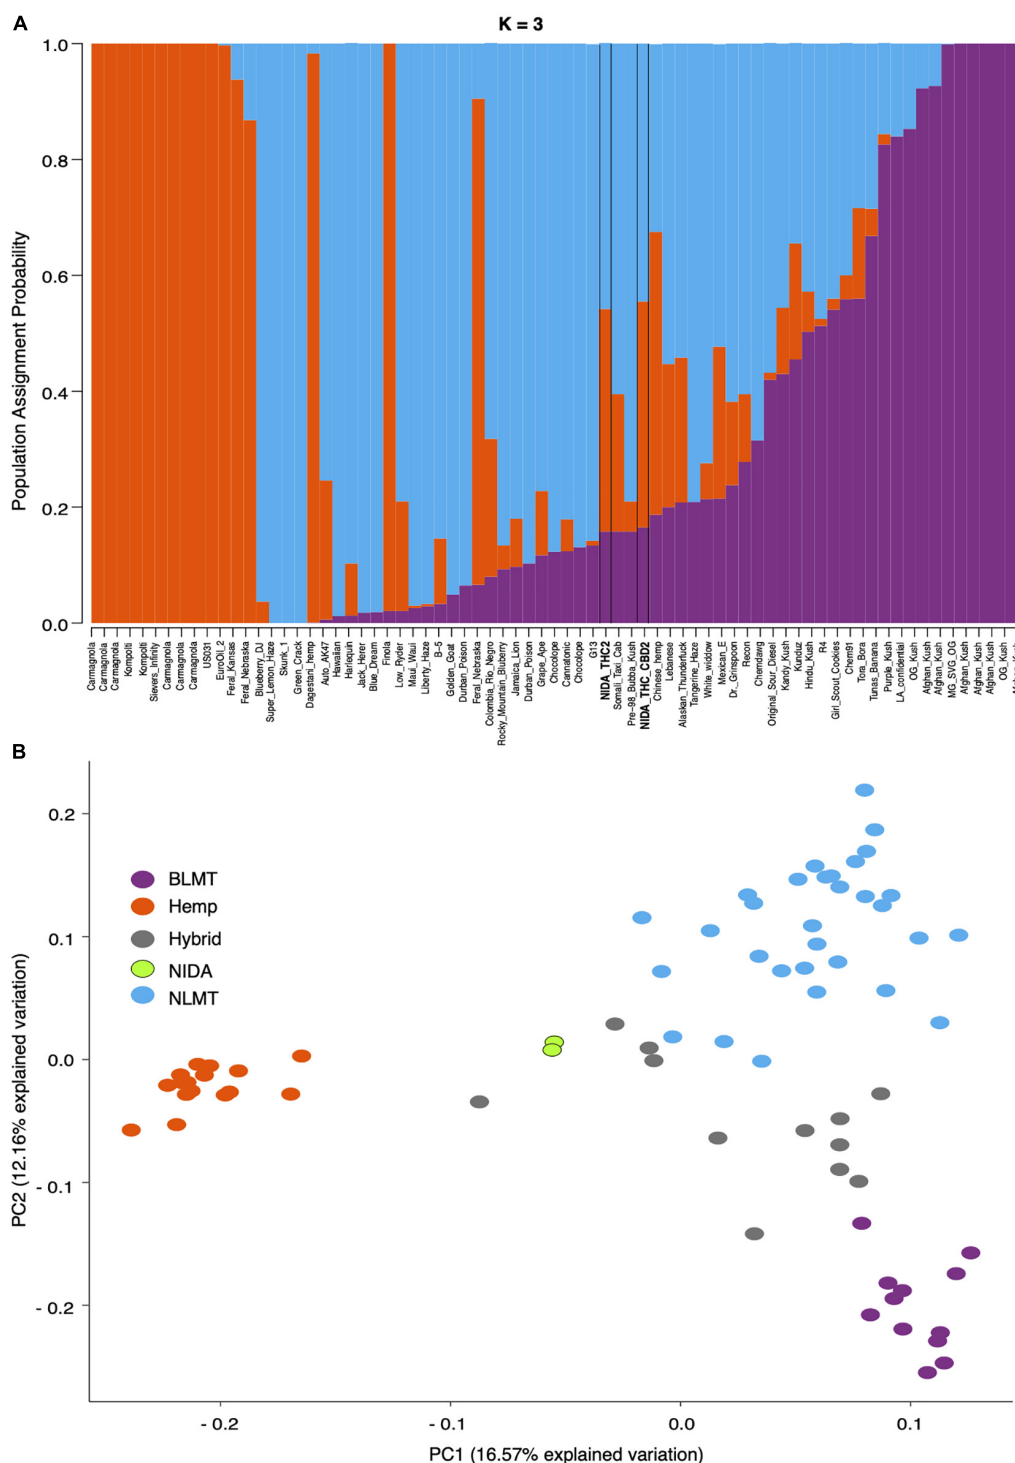 A
K = 3
Population Assignment Probability
1.0
0.8
0.6
0.4
0.2
0.0
Carmagnola
Carmagnola
Carmagnola
Kompolti
Kompolti
Sievers_Infinity
Carmagnola
Carmagnola
Carmagnola
USO31
EuroOil_2
Feral_Kansas
Feral_Nebraska
Blueberry_DJ
Super_Lemon_Haze
Skunk_1
Green_Crack
Dagestani_hemp
Auto_AK47
Hawaiian
Harlequin
Jack_Herer
Blue_Dream
Finola
Low_Ryder
Maui_Waui
Liberty_Haze
B-5
Golden_Goat
Durban_Poison
Feral_Nebraska
Colombia_Rio_Negro
Rocky_Mountain_Blueberry
Jamaica_Lion
Durban_Poison
Grape_Ape
Chocolope
Cannatonic
Chocolope
G13
NIDA_THC2
Somali_Taxi_Cab
Pre-98_Bubba_Kush
NIDA_THC_CBD2
Chinese_hemp
Lebanese
Alaskan_Thunderfuck
Tangerine_Haze
White_widdow
Mexican_E
Dr._Grinspoon
Recon
Chemdawg
Original_Sour_Diesel
Kandy_Kush
Kunduz
Hindu_Kush
R4
Girl_Scout_Cookies
Chem91
Tora_Bora
Tunas_Banana
Purple_Kush
LA_confidential
OG_Kush
Afghan_Kush
Afghan_Kush
MG_SVG_OG
Afghan_Kush
Afghan_Kush
Afghan_Kush
OG_Kush
B
PC2 (12.16% explained variation)
0.2
0.1
0.0
- 0.1
- 0.2
BLMT
Hemp
Hybrid
NIDA
NLMT
- 0.2
- 0.1
0.0
0.1
PC1 (16.57% explained variation)